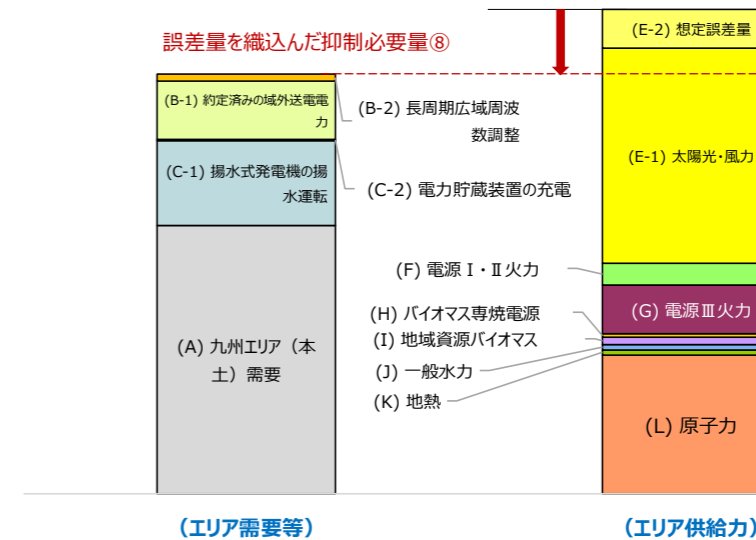 誤差量を織込んだ抑制必要量⑧
(E-2) 想定誤差量
(B-1) 約定済みの域外送電電
力
(B-2) 長周期広域周波
数調整
(E-1) 太陽光・風力
(C-1) 揚水式発電機の揚
水運転
(C-2) 電力貯蔵装置の充電
(F) 電源Ⅰ・Ⅱ火力
(G) 電源Ⅲ火力
(H) バイオマス専焼電源
(I) 地域資源バイオマス
(J) 一般水力
(K) 地熱
(A) 九州エリア（本
土）需要
(L) 原子力
（エリア需要等）
（エリア供給力）